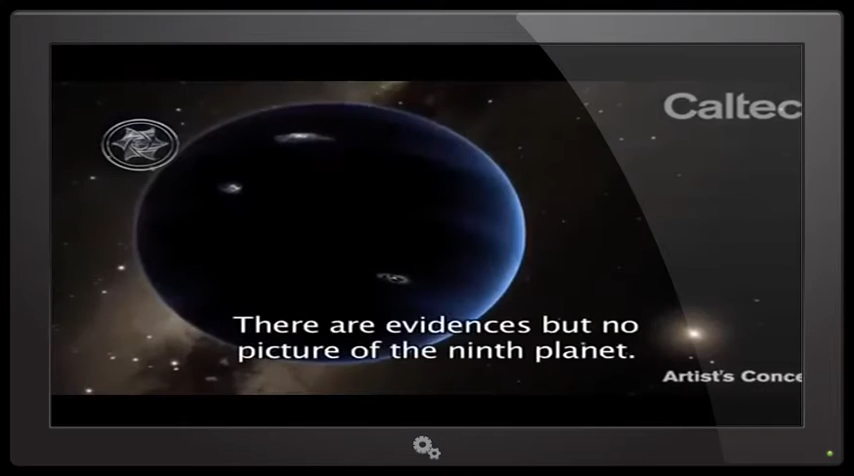 Caltec
There are evidences but no
picture of the ninth planet.
Artist's Conce